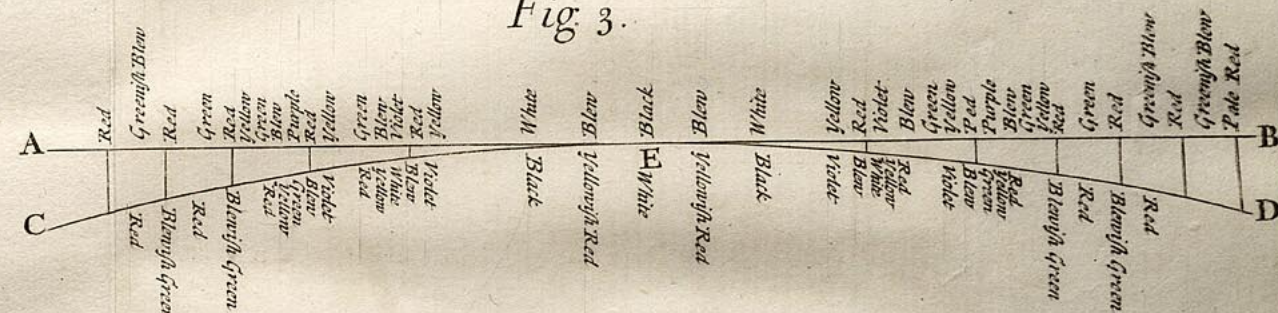 Fig. 3.
Red
Greenish Blew
Red
Green
Red
Yellow
Green
Blew
Purple
Red
Yellow
Green
Blew
Violet
Red
Yellow
White
Blew
Black
Blew
White
Yellow
Red
Violet
Blew
Green
Yellow
Red
Purple
Blew
Green
Yellow
Red
Green
Red
Greenish Blew
Red
Greenish Blew
Pale Red
A
B
E
C
D
Red
Blewish Green
Red
Blewish Green
Red
Yellow
Green
Blew
Violet
Red
Yellow
White
Blew
Violet
Black
Yellowish Red
White
Yellowish Red
Black
Violet
Blew
White
Yellow
Red
Violet
Blew
Green
Yellow
Red
Blewish Green
Red
Blewish Green
Red